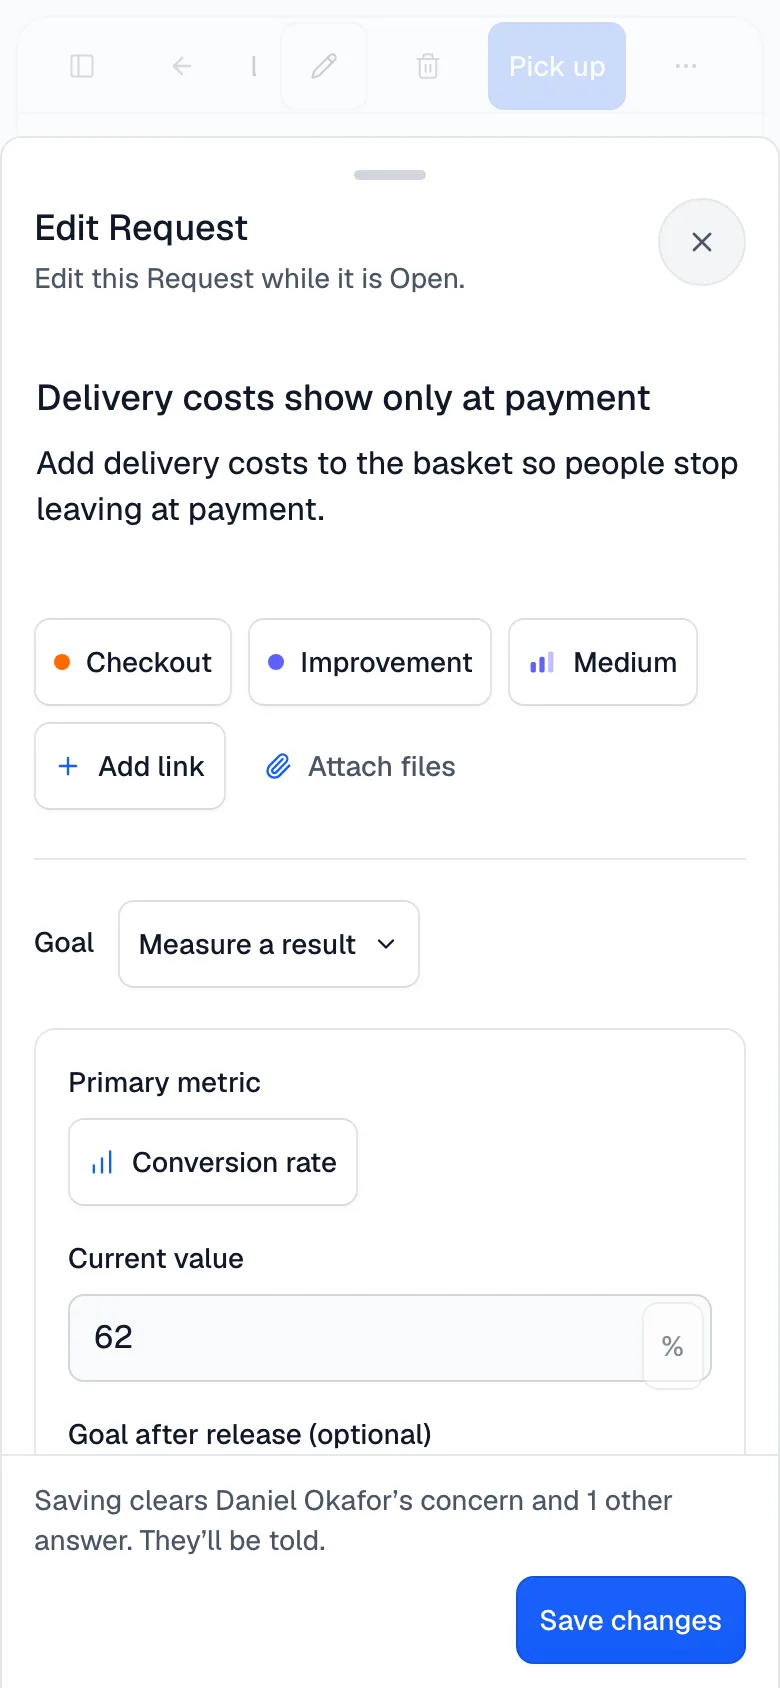 Pick up
Edit Request
Edit this Request while it is Open.
Delivery costs show only at payment
Add delivery costs to the basket so people stop
leaving at payment.
Checkout
Improvement
Medium
Add link
Attach files
Goal
Measure a result
Primary metric
Conversion rate
Current value
62
%
Goal after release (optional)
Saving clears Daniel Okafor’s concern and 1 other
answer. They’ll be told.
Save changes